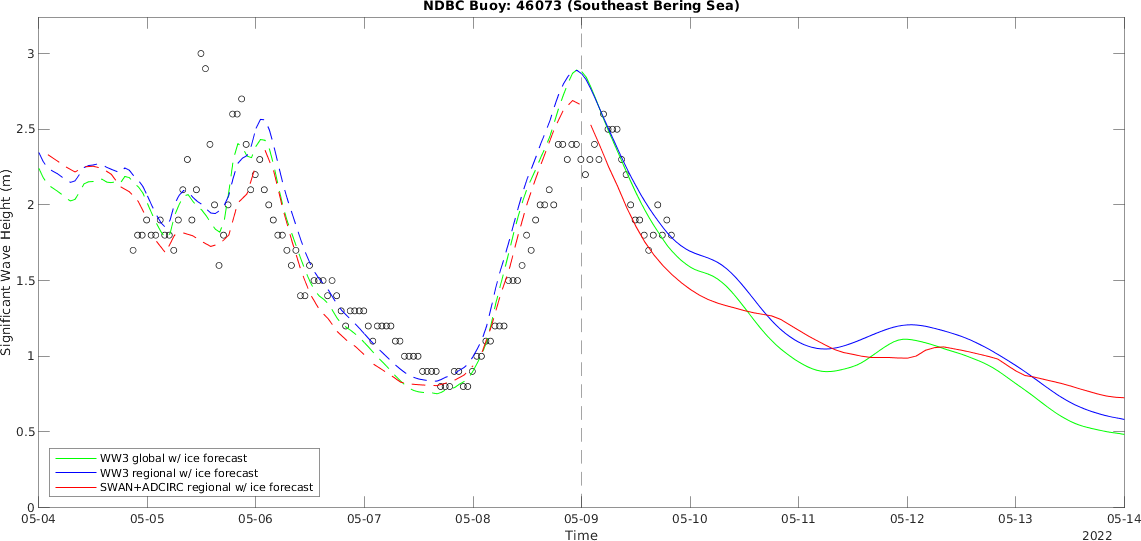 NDBC Buoy: 46073 (Southeast Bering Sea)
Significant Wave Height (m)
3
2.5
2
1.5
1
0.5
0
WW3 global w/ ice forecast
WW3 regional w/ ice forecast
SWAN+ADCIRC regional w/ ice forecast
05-04 05-05 05-06 05-07 05-08 05-09 05-10 05-11 05-12 05-13 05-14
Time
2022